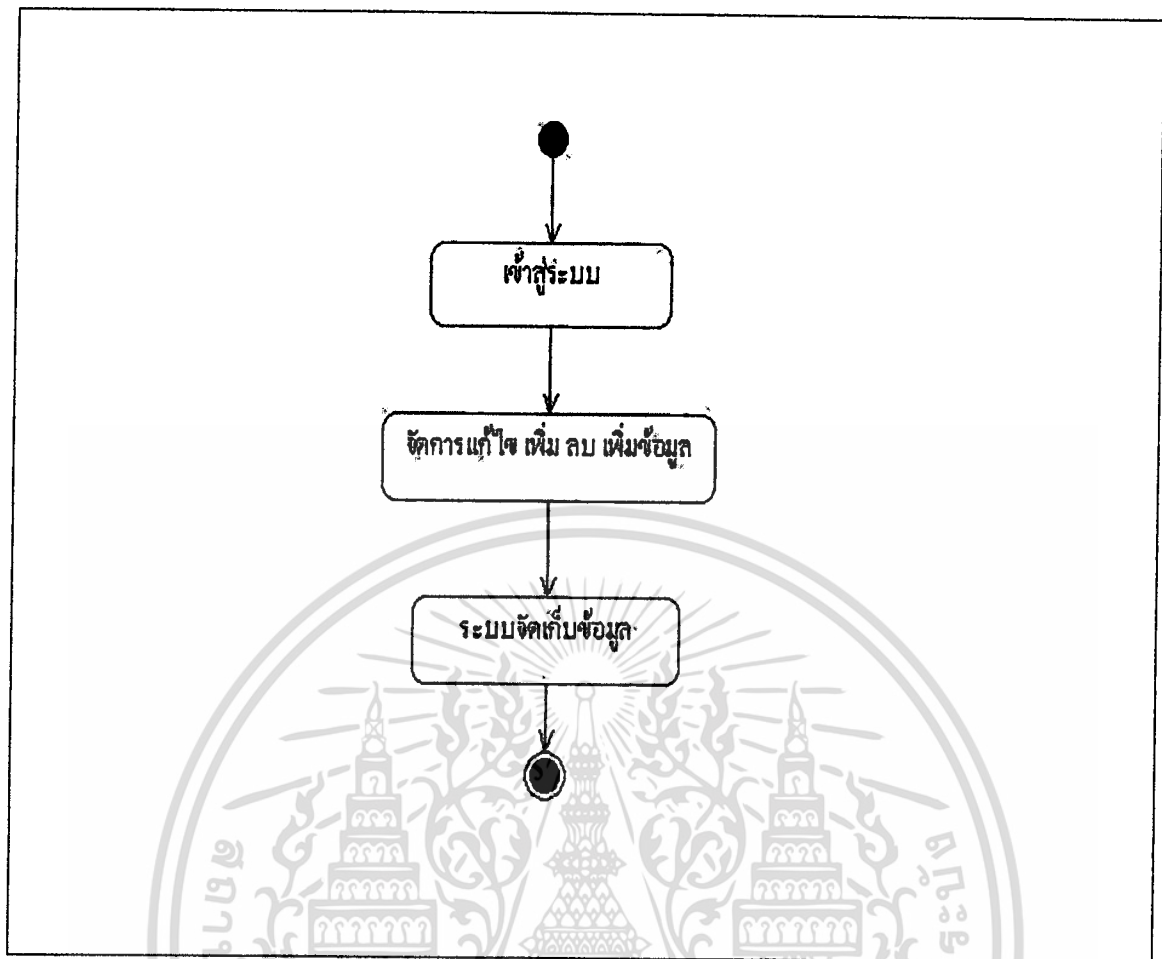 เข้าสู่ระบบ
จัดการแก้ไข เพิ่ม ลบ เพิ่มข้อมูล
ระบบจัดเก็บข้อมูล